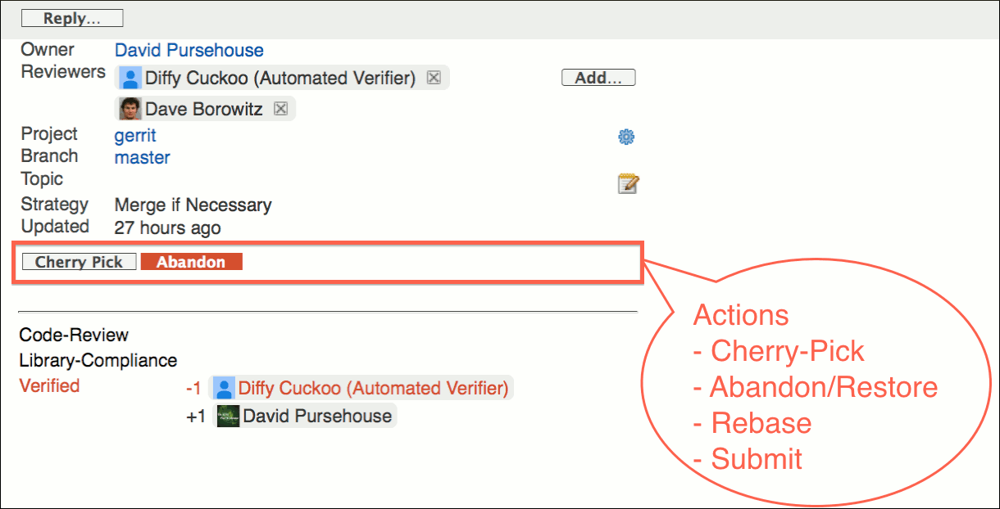 Reply...
Owner David Pursehouse
Reviewers Diffy Cuckoo (Automated Verifier) Add...
Dave Borowitz
Project gerrit
Branch master
Topic
Strategy Merge if Necessary
Updated 27 hours ago
Cherry Pick Abandon
Actions
- Cherry-Pick
- Abandon/Restore
- Rebase
- Submit
Code-Review
Library-Compliance
Verified -1 Diffy Cuckoo (Automated Verifier)
+1 David Pursehouse